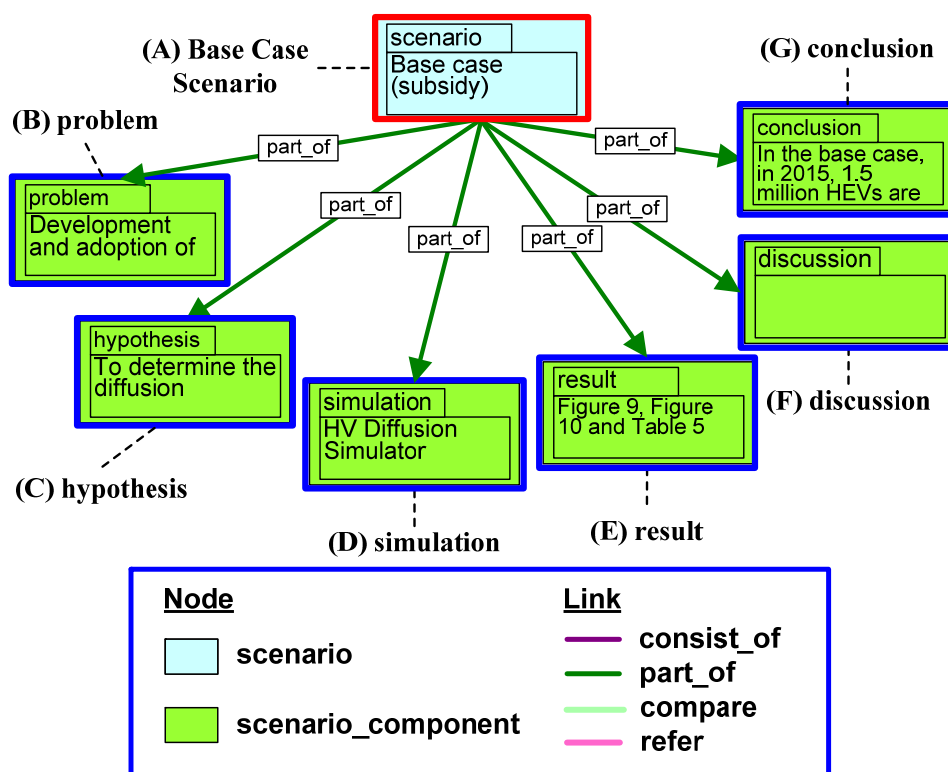 (A) Base Case
Scenario
scenario
Base case
(subsidy)
(G) conclusion
(B) problem
part_of
part_of
part_of
part_of
part_of
part_of
conclusion
In the base case,
in 2015, 1.5
million HEVs are
problem
Development
and adoption of
discussion
hypothesis
To determine the
diffusion
simulation
HV Diffusion
Simulator
result
Figure 9, Figure
10 and Table 5
(F) discussion
(C) hypothesis
(D) simulation
(E) result
Node
scenario
scenario_component
Link
consist_of
part_of
compare
refer